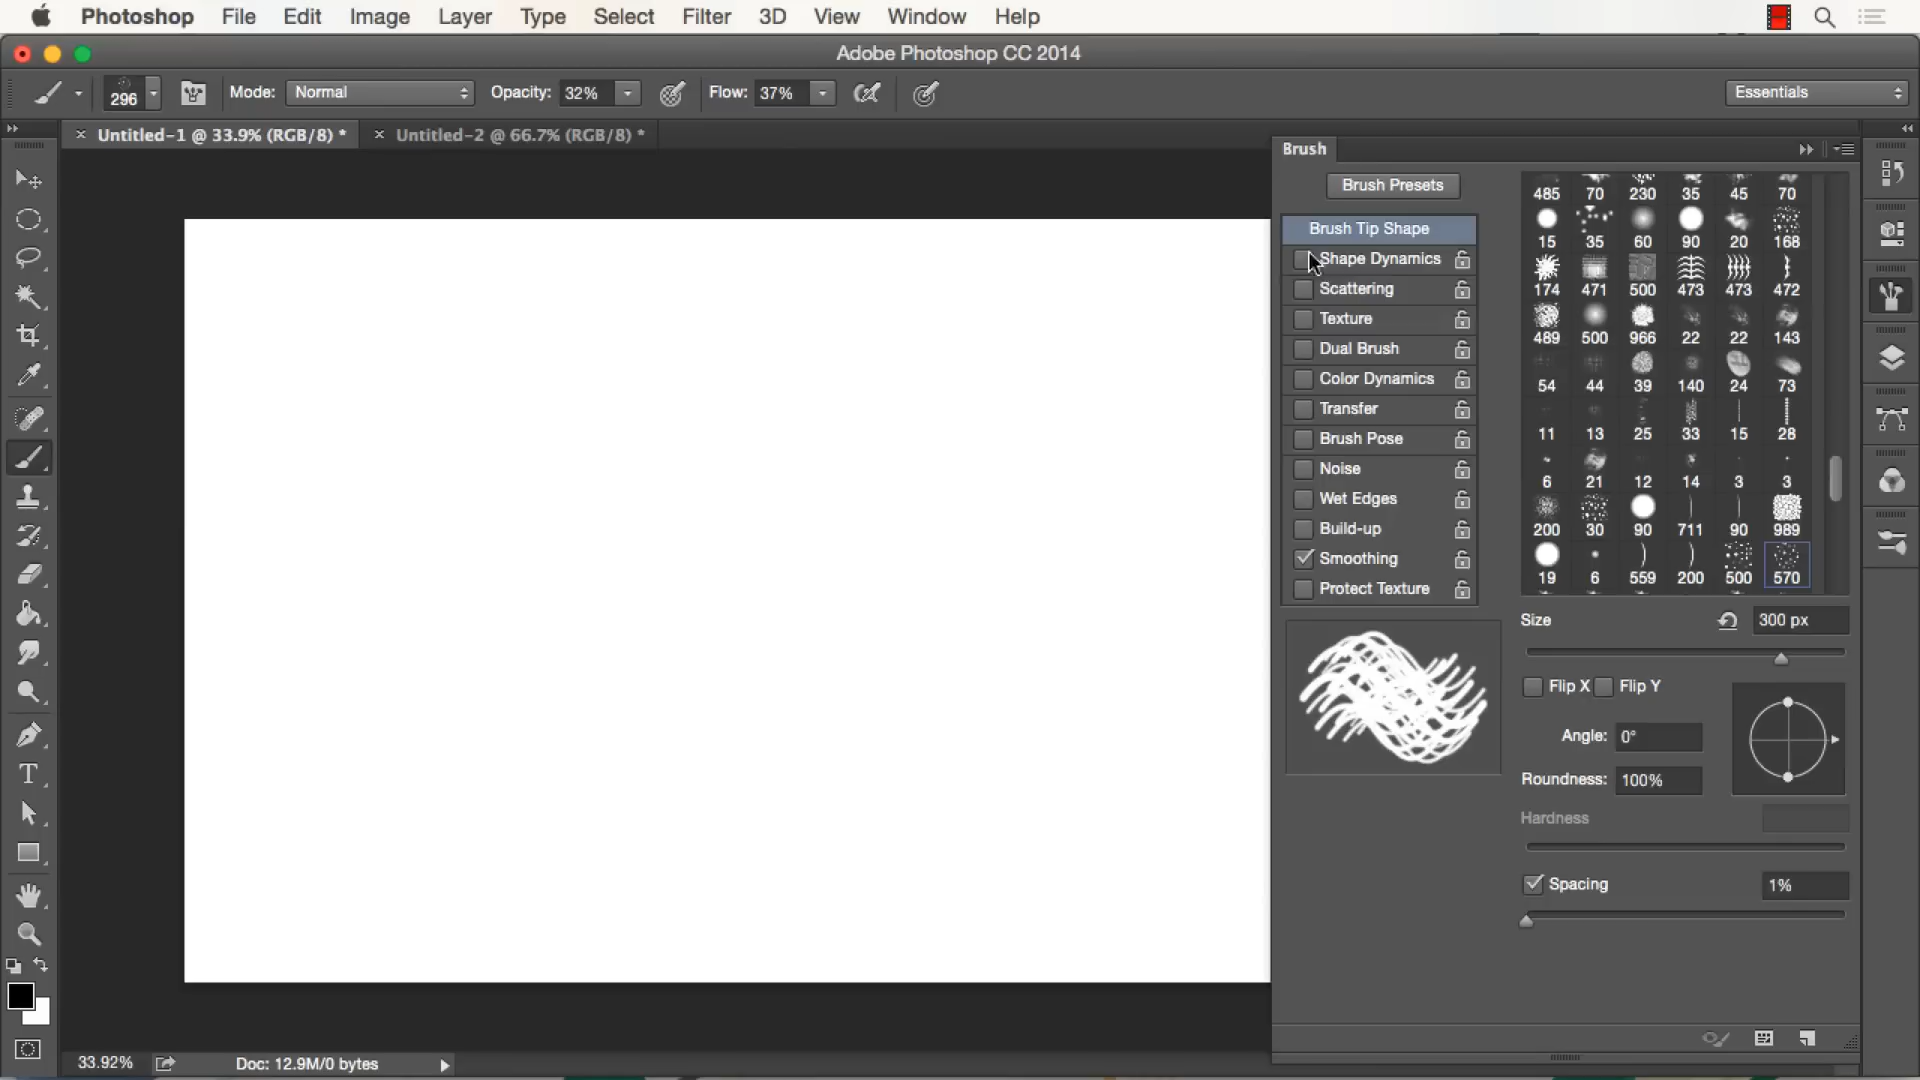 Photoshop File Edit Image Layer Type Select Filter 3D View Window Help
Adobe Photoshop CC 2014
296 Mode: Normal Opacity: 32% Flow: 37% Essentials
Untitled-1 @ 33.9% (RGB/8) * Untitled-2 @ 66.7% (RGB/8) *
Brush
Brush Presets
Brush Tip Shape
Shape Dynamics
Scattering
Texture
Dual Brush
Color Dynamics
Transfer
Brush Pose
Noise
Wet Edges
Build-up
Smoothing
Protect Texture
485 70 230 35 45 70
15 35 60 90 20 168
174 471 500 473 473 472
489 500 966 22 22 143
54 44 39 140 24 73
11 13 25 33 15 28
6 21 12 14 3 3
200 30 90 711 90 989
19 6 559 200 500 570
Size 300 px
Flip X Flip Y
Angle: 0°
Roundness: 100%
Hardness
Spacing 1%
33.92% Doc: 12.9M/0 bytes